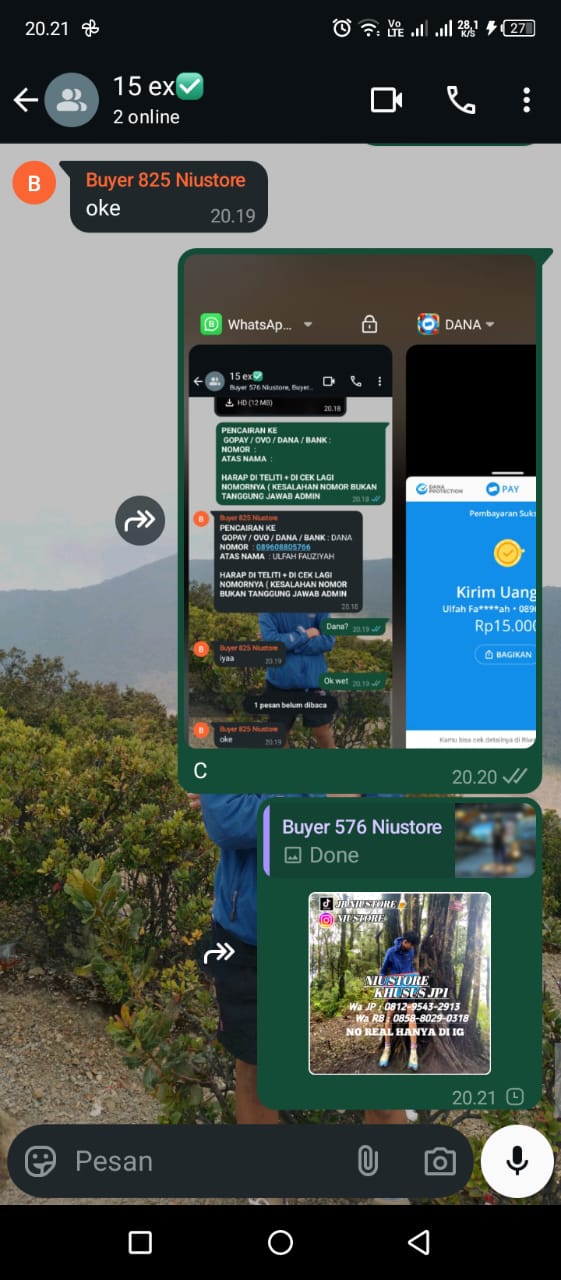 20.21
Vo LTE
28,1 K/S
27
15 ex✅
2 online
B
Buyer 825 Niustore
oke
20.19
WhatsAp...
DANA
15 ex✅
Buyer 576 Niustore, Buyer...
HD (12 MB)
20.18
PENCAIRAN KE
GOPAY / OVO / DANA / BANK :
NOMOR :
ATAS NAMA :
HARAP DI TELITI + DI CEK LAGI
NOMORNYA ( KESALAHAN NOMOR BUKAN
TANGGUNG JAWAB ADMIN
20.18
B
Buyer 825 Niustore
PENCAIRAN KE
GOPAY / OVO / DANA / BANK : DANA
NOMOR : 089608805766
ATAS NAMA : ULFAH FAUZIYAH
HARAP DI TELITI + DI CEK LAGI
NOMORNYA ( KESALAHAN NOMOR
BUKAN TANGGUNG JAWAB ADMIN
20.18
Dana? 20.19
B
Buyer 825 Niustore
iyaa
20.19
Ok wet 20.19
1 pesan belum dibaca
B
Buyer 825 Niustore
oke
20.19
DANA PROTECTION
PAY
Pembayaran Suks
Kirim Uang
Ulfah Fa****ah • 089
Rp15.000
BAGIKAN
Kamu bisa cek detailnya di Riw
C
20.20
Buyer 576 Niustore
Done
JB NIUSTORE
NIUSTORE
NIUSTORE
KHUSUS JP1
Wa JP : 0812-9543-2913
Wa RB : 0858-8029-0318
NO REAL HANYA DI IG
20.21
Pesan